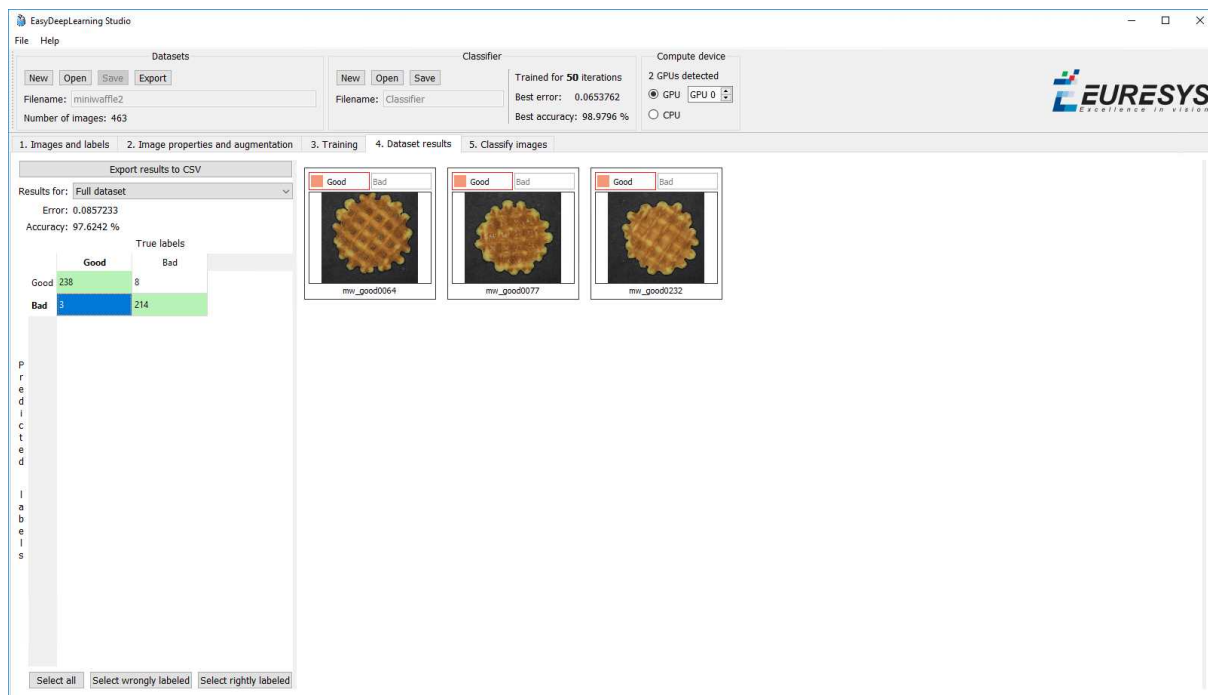 EasyDeepLearning Studio
File Help
Datasets
New Open Save Export
Filename: miniwaffle2
Number of images: 463
Classifier
New Open Save
Filename: Classifier
Trained for 50 iterations
Best error: 0.0653762
Best accuracy: 98.9796 %
Compute device
2 GPUs detected
GPU GPU 0
CPU
EURESYS
Excellence in vision
1. Images and labels 2. Image properties and augmentation 3. Training 4. Dataset results 5. Classify images
Export results to CSV
Results for: Full dataset
Error: 0.0857233
Accuracy: 97.6242 %
True labels
Good Bad
Good 238 8
Bad 3 214
Predicted labels
Select all Select wrongly labeled Select rightly labeled
Good Bad
mw_good0064
Good Bad
mw_good0077
Good Bad
mw_good0232